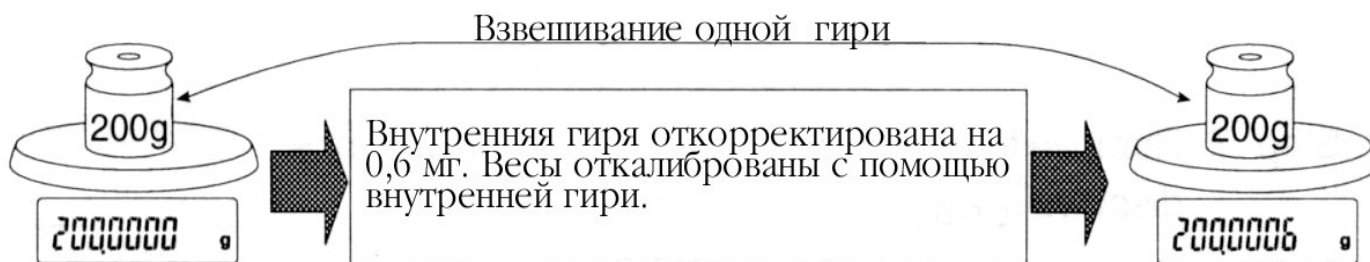 Взвешивание одной гири
200g
200g
Внутренняя гиря откорректирована на
0,6 мг. Весы откалиброваны с помощью
внутренней гири.
200,0000 g
200,0006 g